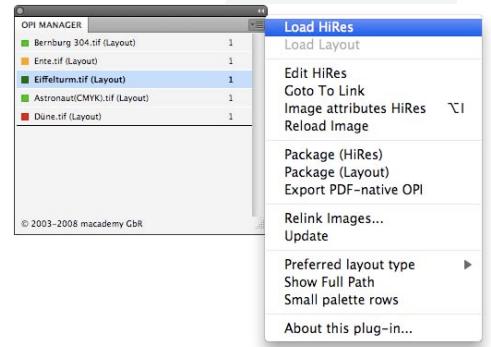 OPI MANAGER
Bernburg 304.tif (Layout) 1
Ente.tif (Layout) 1
Eiffelturm.tif (Layout) 1
Astronaut(CMYK).tif (Layout) 1
Düne.tif (Layout) 1
© 2003-2008 macademy GbR
Load HiRes
Load Layout
Edit HiRes
Goto To Link
Image attributes HiRes ⌥I
Reload Image
Package (HiRes)
Package (Layout)
Export PDF-native OPI
Relink Images...
Update
Preferred layout type
Show Full Path
Small palette rows
About this plug-in...